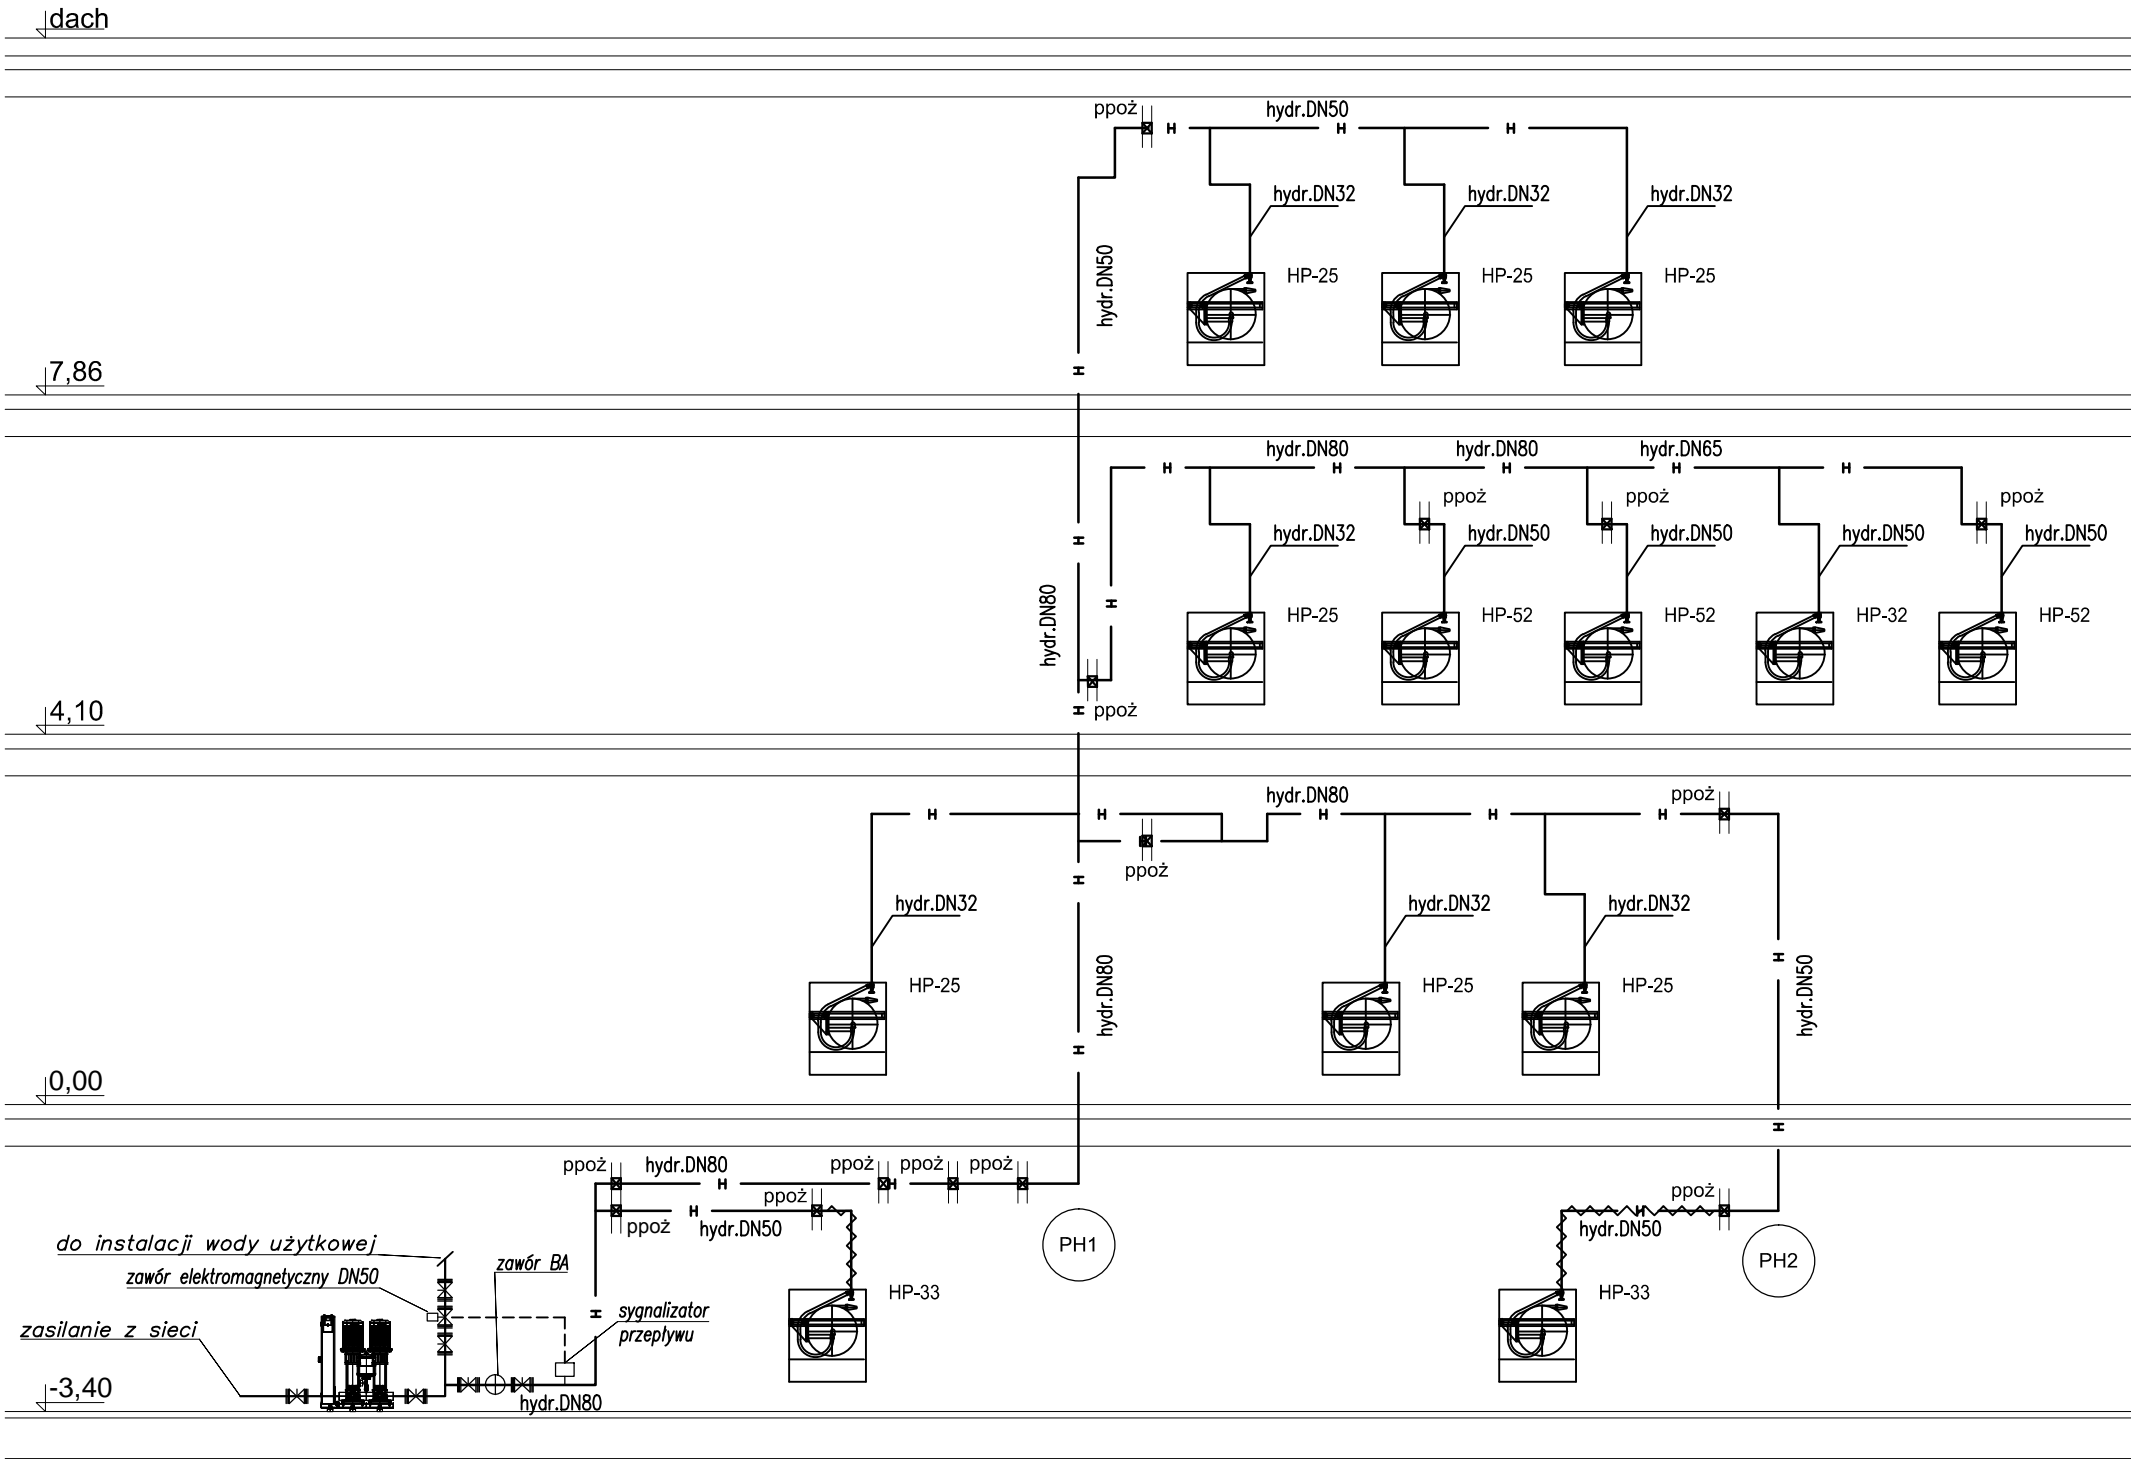 dach
ppoż
hydr.DN50
hydr.DN32
hydr.DN32
hydr.DN32
hydr.DN50
HP-25
HP-25
HP-25
H
H
H
H
7,86
hydr.DN80
hydr.DN80
hydr.DN65
H
H
H
H
H
ppoż
ppoż
ppoż
hydr.DN32
hydr.DN50
hydr.DN50
hydr.DN50
hydr.DN50
H
hydr.DN80
H
HP-25
HP-52
HP-52
HP-32
HP-52
H
ppoż
4,10
hydr.DN80
ppoż
H
H
H
H
H
ppoż
H
hydr.DN32
hydr.DN32
hydr.DN32
hydr.DN80
H
hydr.DN50
HP-25
HP-25
HP-25
H
0,00
H
ppoż
hydr.DN80
ppoż
ppoż
ppoż
H
H
ppoż
ppoż
H
hydr.DN50
ppoż
H
hydr.DN50
PH1
PH2
do instalacji wody użytkowej
zawór elektromagnetyczny DN50
zawór BA
HP-33
HP-33
H
sygnalizator
przepływu
zasilanie z sieci
-3,40
hydr.DN80